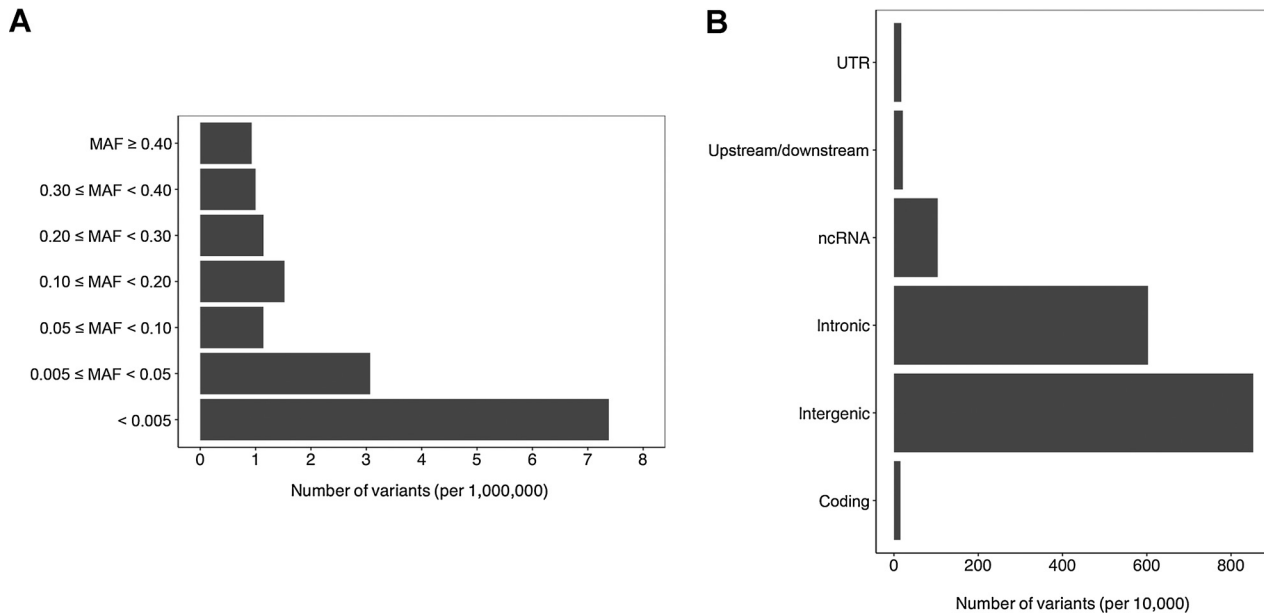 A
MAF ≥ 0.40
0.30 ≤ MAF < 0.40
0.20 ≤ MAF < 0.30
0.10 ≤ MAF < 0.20
0.05 ≤ MAF < 0.10
0.005 ≤ MAF < 0.05
< 0.005
0 1 2 3 4 5 6 7 8
Number of variants (per 1,000,000)
B
UTR
Upstream/downstream
ncRNA
Intronic
Intergenic
Coding
0 200 400 600 800
Number of variants (per 10,000)